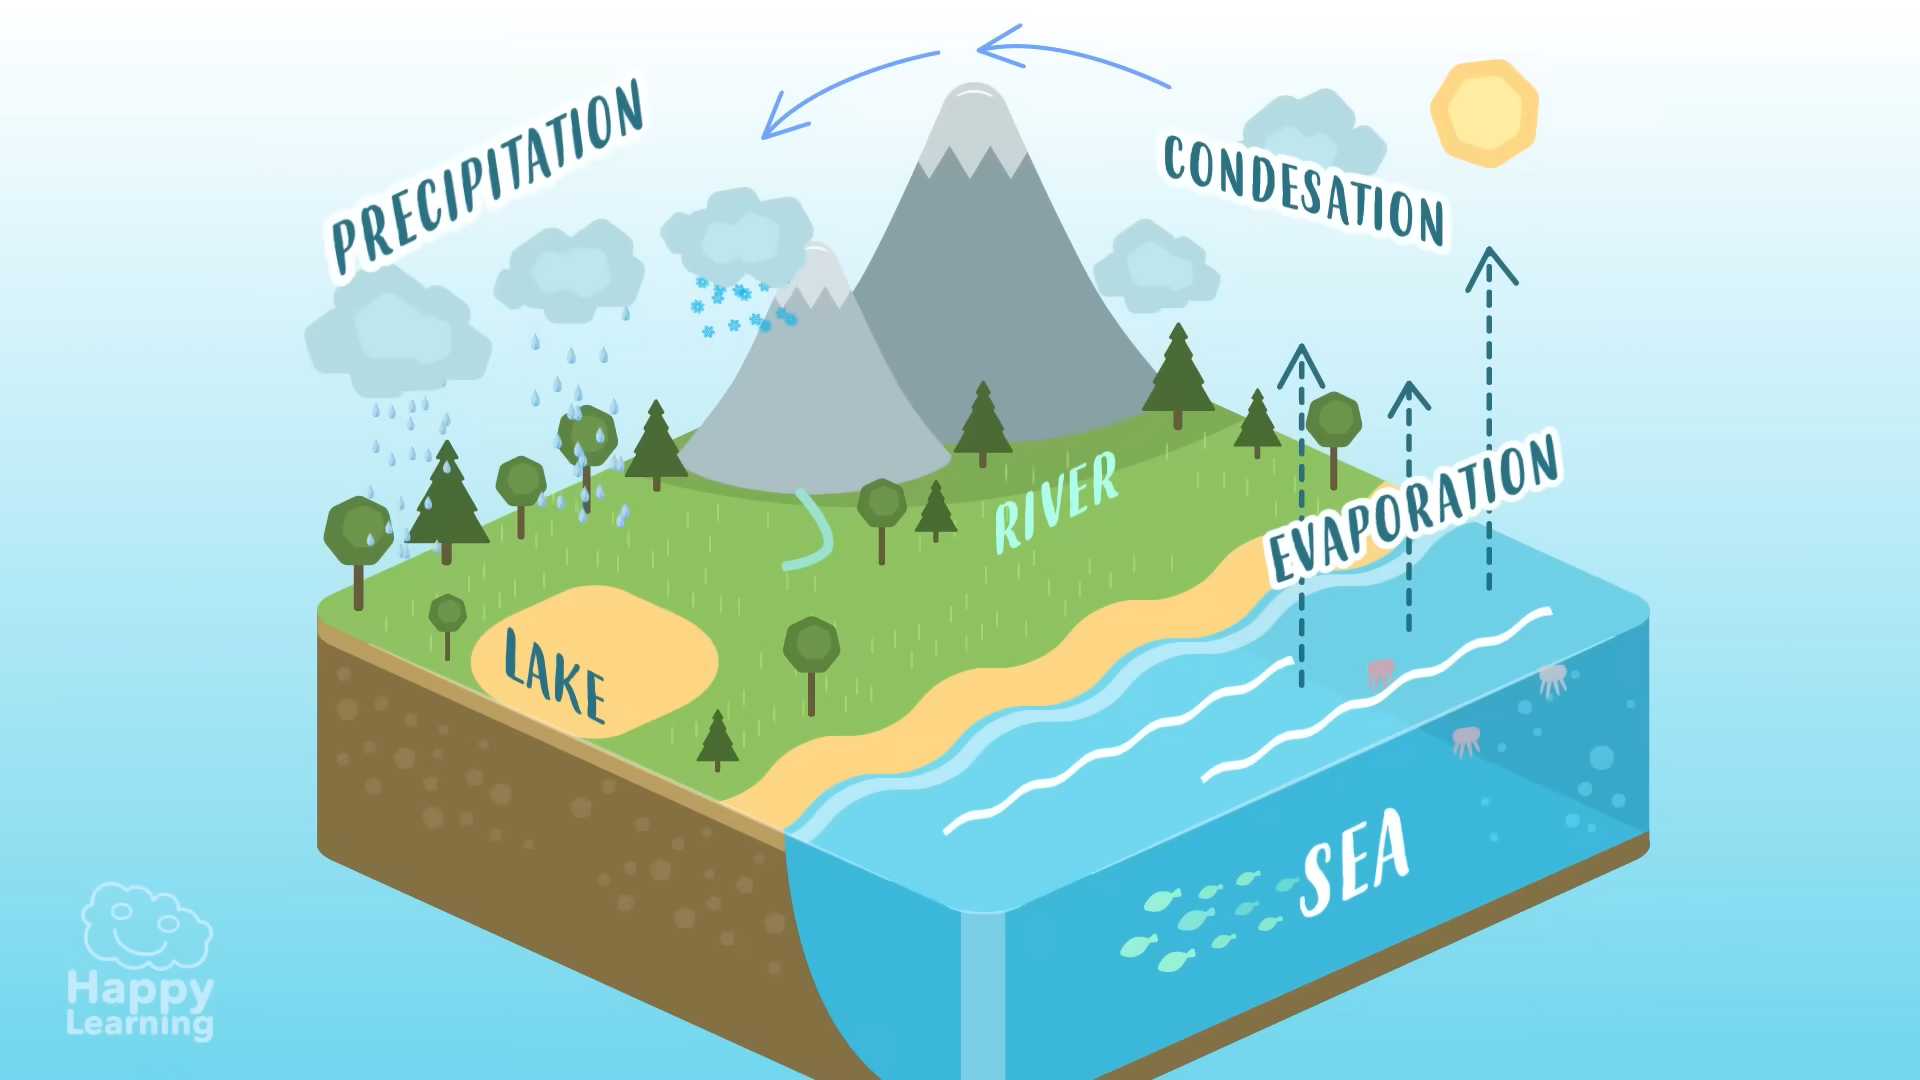 PRECIPITATION
CONDESATION
EVAPORATION
RIVER
LAKE
SEA
Happy
Learning